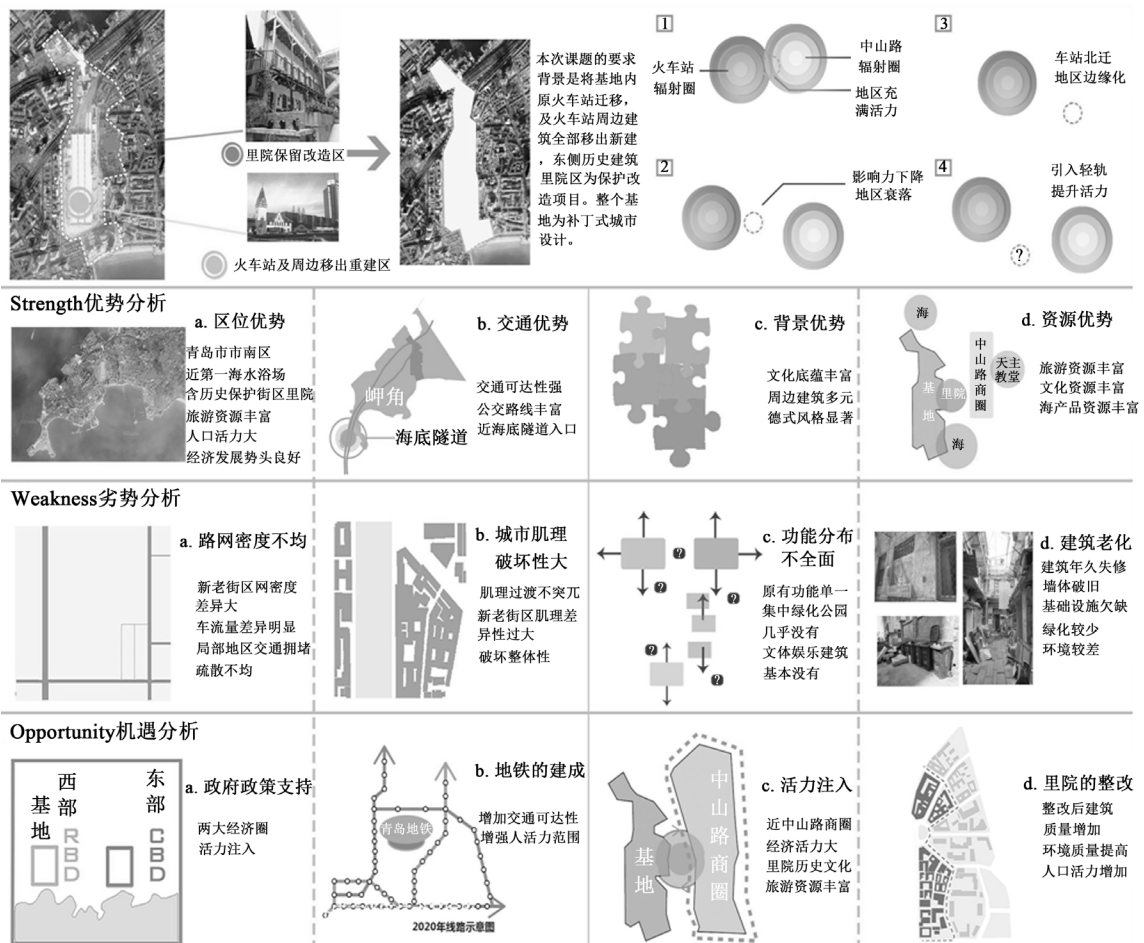 里院保留改造区
火车站及周边移出重建区
本次课题的要求
背景是将基地内
原火车站迁移，
及火车站周边建
筑全部移出新建
，东侧历史建筑
里院区为保护改
造项目。整个基
地为补丁式城市
设计。
1
火车站
辐射圈
中山路
辐射圈
地区充
满活力
2
影响力下降
地区衰落
3
车站北迁
地区边缘化
4
引入轻轨
提升活力
?
Strength优势分析
a. 区位优势
青岛市市南区
近第一海水浴场
含历史保护街区里院
旅游资源丰富
人口活力大
经济发展势头良好
b. 交通优势
岬角
海底隧道
交通可达性强
公交路线丰富
近海底隧道入口
c. 背景优势
文化底蕴丰富
周边建筑多元
德式风格显著
d. 资源优势
海
基地
里院
中山路商圈
天主
教堂
海
旅游资源丰富
文化资源丰富
海产品资源丰富
Weakness劣势分析
a. 路网密度不均
新老街区网密度
差异大
车流量差异明显
局部地区交通拥堵
疏散不均
b. 城市肌理
破坏性大
肌理过渡不突兀
新老街区肌理差
异性过大
破坏整体性
c. 功能分布
不全面
?
?
?
?
?
原有功能单一
集中绿化公园
几乎没有
文体娱乐建筑
基本没有
d. 建筑老化
建筑年久失修
墙体破旧
基础设施欠缺
绿化较少
环境较差
Opportunity机遇分析
基地
西部
东部
RBD
CBD
a. 政府政策支持
两大经济圈
活力注入
b. 地铁的建成
青岛地铁
增加交通可达性
增强人活力范围
2020年线路示意图
c. 活力注入
基地
中山路商圈
近中山路商圈
经济活力大
里院历史文化
旅游资源丰富
d. 里院的整改
整改后建筑
质量增加
环境质量提高
人口活力增加